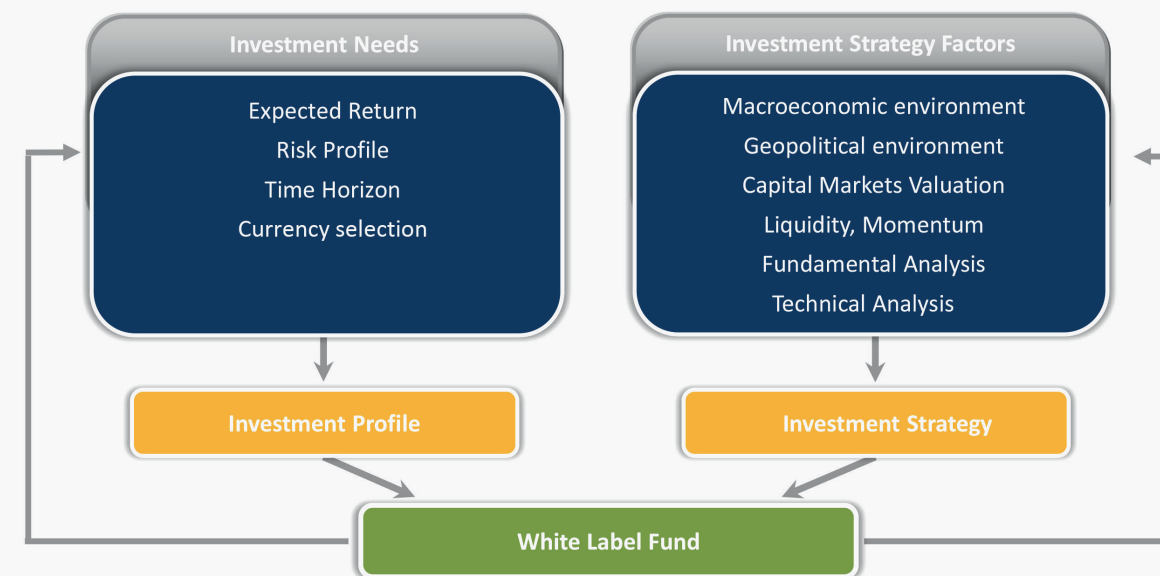 Investment Needs
Expected Return
Risk Profile
Time Horizon
Currency selection
Investment Profile
Investment Strategy Factors
Macroeconomic environment
Geopolitical environment
Capital Markets Valuation
Liquidity, Momentum
Fundamental Analysis
Technical Analysis
Investment Strategy
White Label Fund